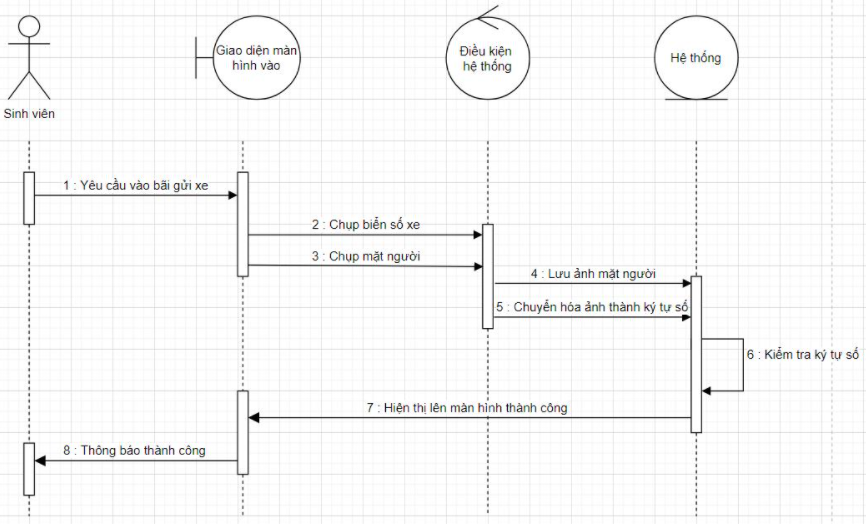 Giao diện màn
hình vào
Điều kiện
hệ thống
Hệ thống
Sinh viên
1 : Yêu cầu vào bãi gửi xe
2 : Chụp biển số xe
3 : Chụp mặt người
4 : Lưu ảnh mặt người
5 : Chuyển hóa ảnh thành ký tự số
6 : Kiểm tra ký tự số
7 : Hiện thị lên màn hình thành công
8 : Thông báo thành công